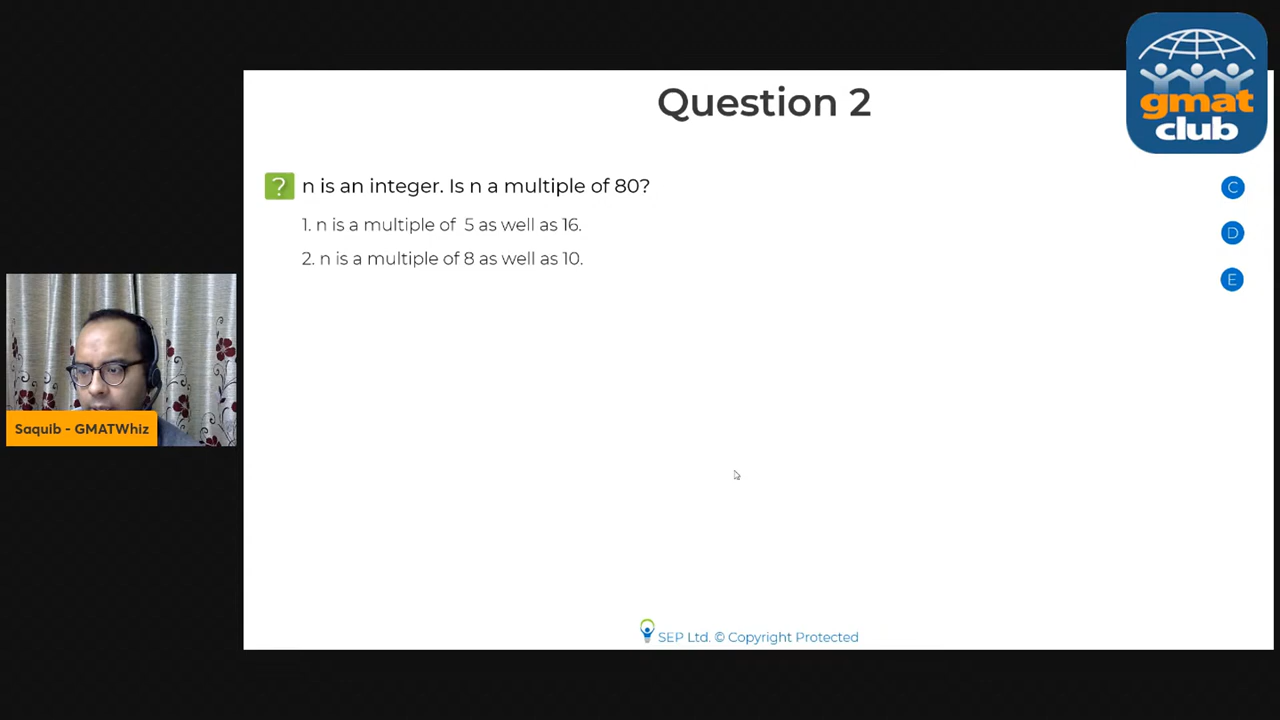 gmat
club
Question 2
? n is an integer. Is n a multiple of 80?
1. n is a multiple of 5 as well as 16.
2. n is a multiple of 8 as well as 10.
C
D
E
Saquib - GMATWhiz
SEP Ltd. © Copyright Protected